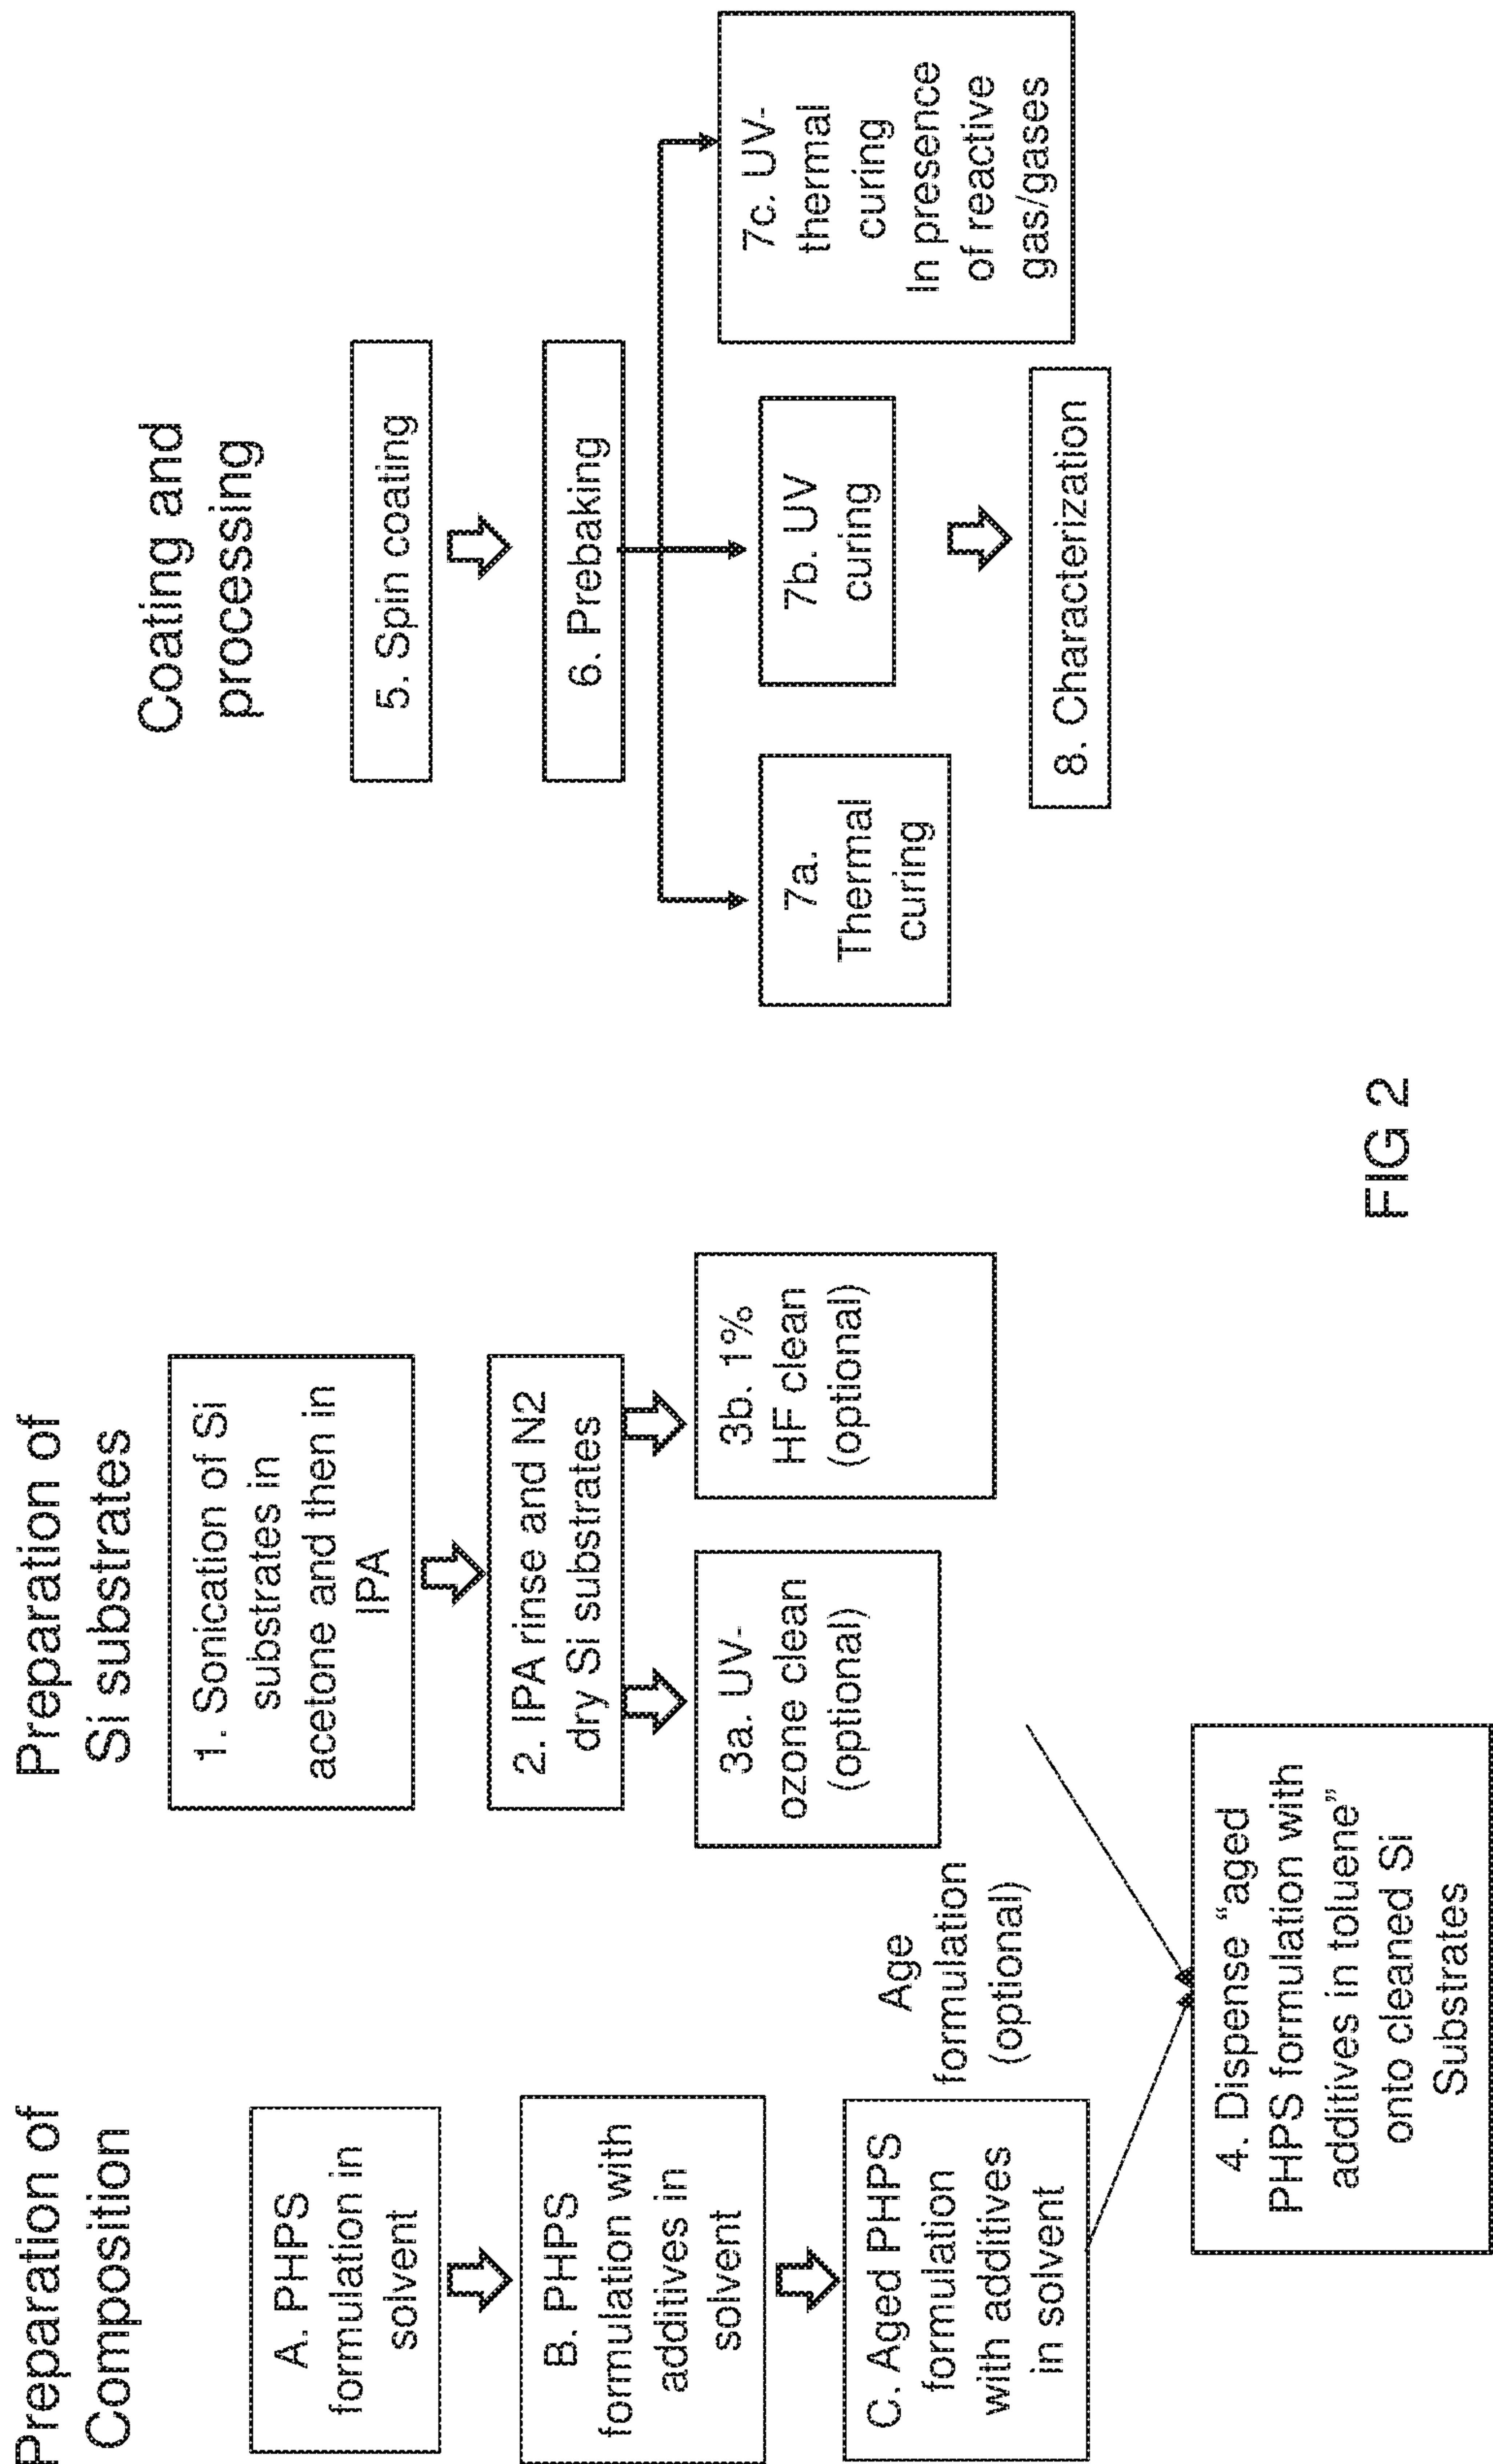 Preparation of
Composition
A. PHPS
formulation in
solvent
B. PHPS
formulation with
additives in
solvent
C. Aged PHPS
formulation
with additives
in solvent
Age
formulation
(optional)
Preparation of
Si substrates
1. Sonication of Si
substrates in
acetone and then in
IPA
2. IPA rinse and N2
dry Si substrates
3a. UV-
ozone clean
(optional)
3b. 1%
HF clean
(optional)
4. Dispense “aged
PHPS formulation with
additives in toluene”
onto cleaned Si
Substrates
Coating and
processing
5. Spin coating
6. Prebaking
7a.
Thermal
curing
7b. UV
curing
7c. UV-
thermal
curing
In presence
of reactive
gas/gases
8. Characterization
FIG 2